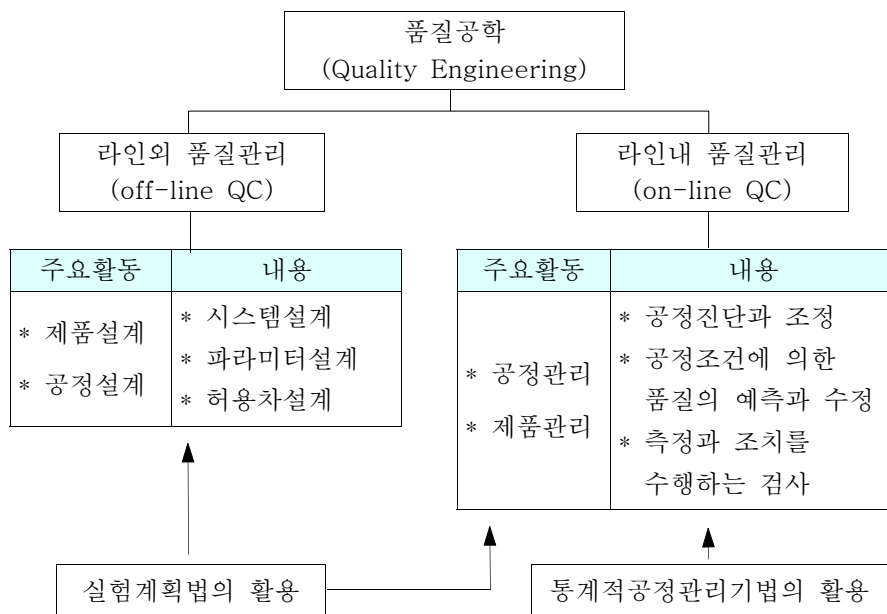 품질공학
(Quality Engineering)
라인외 품질관리
(off-line QC)
라인내 품질관리
(on-line QC)
주요활동
내용
* 제품설계
* 공정설계
* 시스템설계
* 파라미터설계
* 허용차설계
주요활동
내용
* 공정관리
* 제품관리
* 공정진단과 조정
* 공정조건에 의한
품질의 예측과 수정
* 측정과 조치를
수행하는 검사
실험계획법의 활용
통계적공정관리기법의 활용